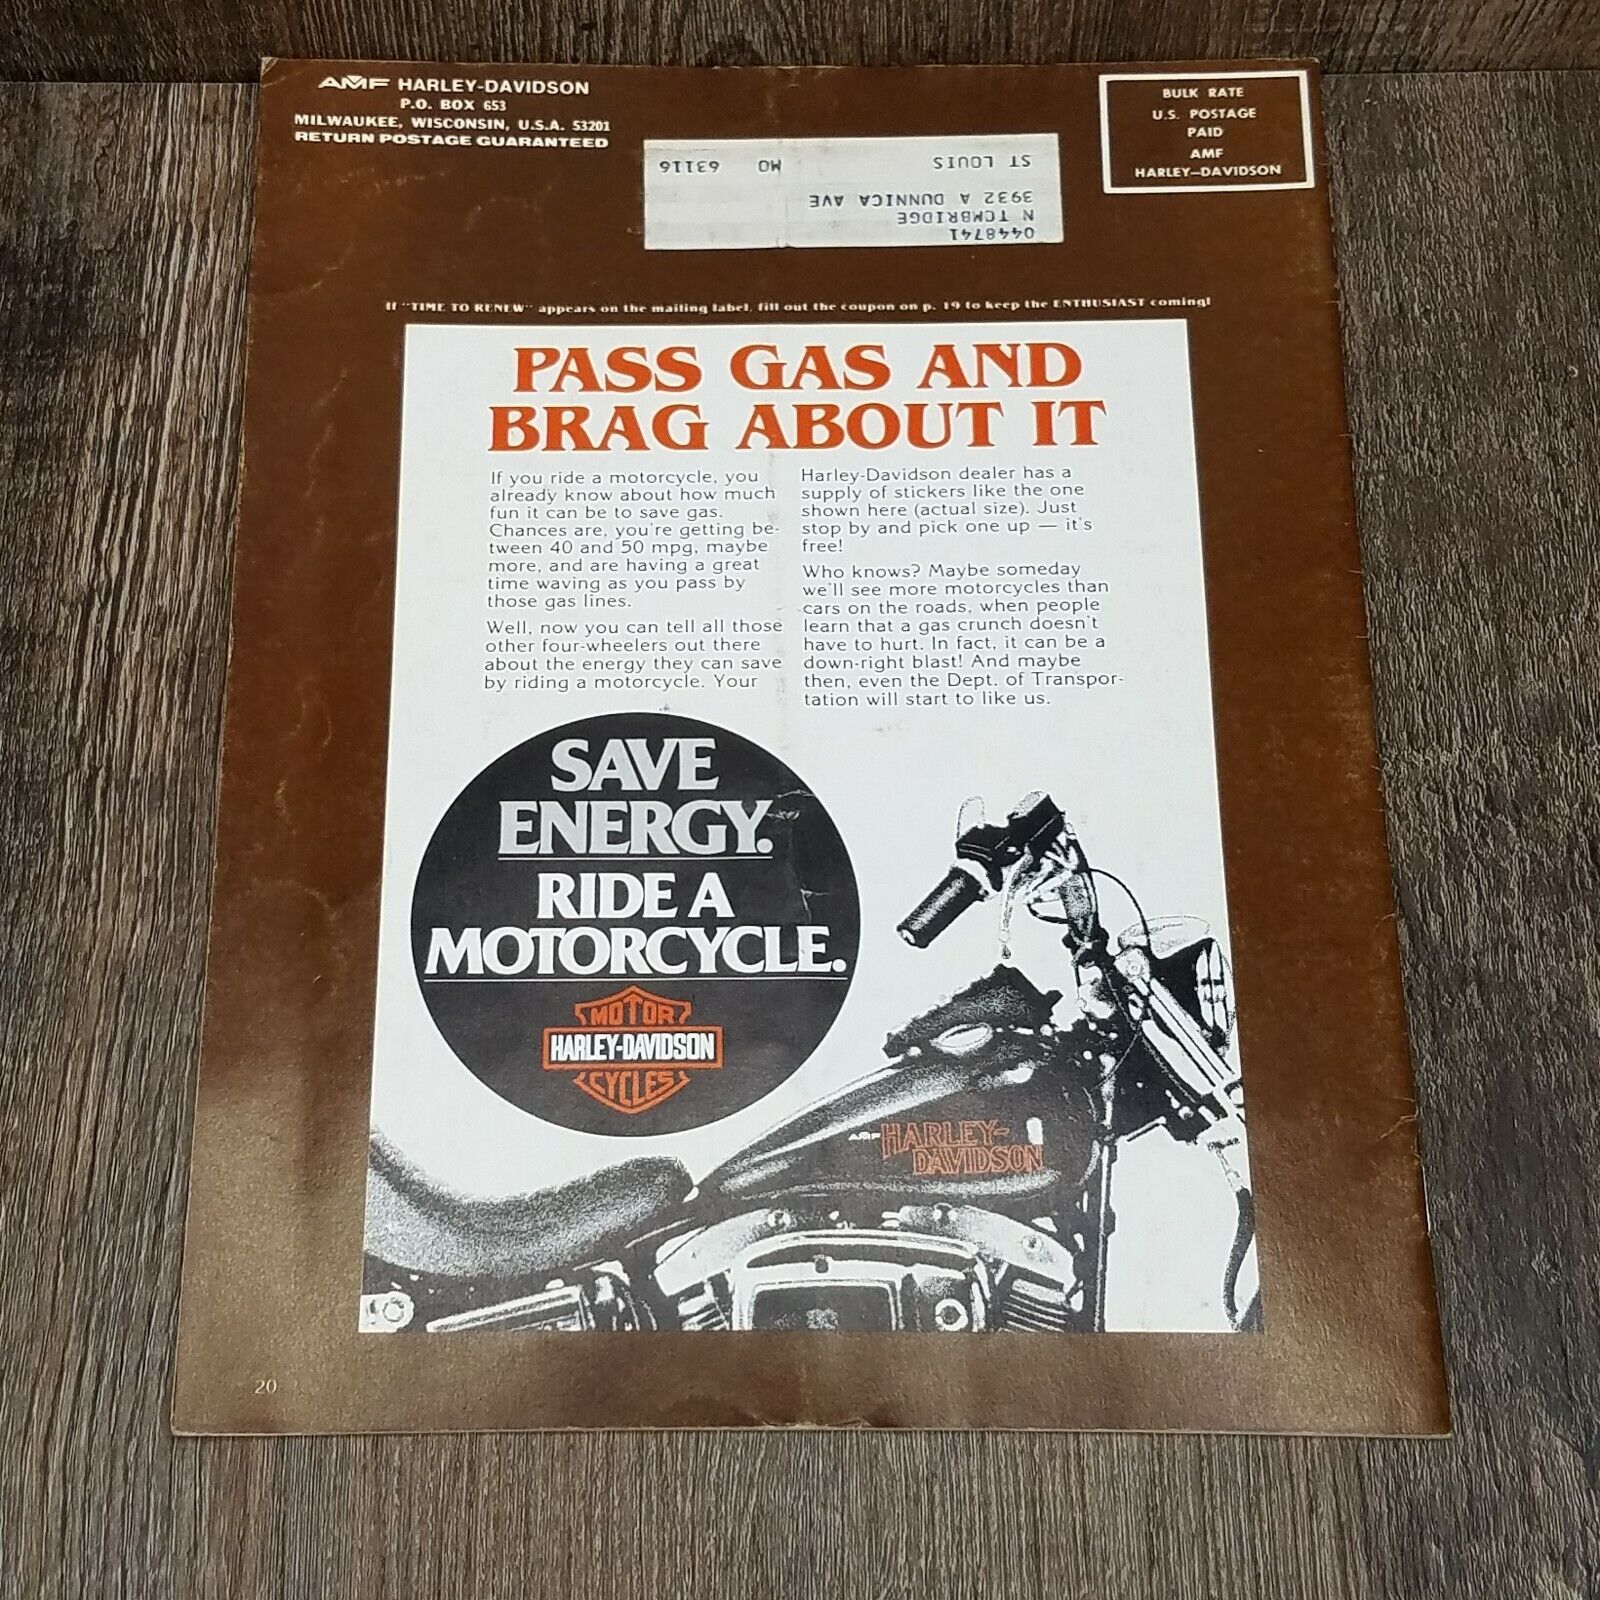 AMF HARLEY-DAVIDSON
P.O. BOX 653
MILWAUKEE, WISCONSIN, U.S.A. 53201
RETURN POSTAGE GUARANTEED
BULK RATE
U.S. POSTAGE
PAID
AMF
HARLEY—DAVIDSON
0448741
N TOMBRIDGE
3932 A DUNNICA AVE
ST LOUIS MO 63116
If "TIME TO RENEW" appears on the mailing label, fill out the coupon on p. 19 to keep the ENTHUSIAST coming!
PASS GAS AND
BRAG ABOUT IT
If you ride a motorcycle, you
already know about how much
fun it can be to save gas.
Chances are, you're getting be-
tween 40 and 50 mpg, maybe
more, and are having a great
time waving as you pass by
those gas lines.
Well, now you can tell all those
other four-wheelers out there
about the energy they can save
by riding a motorcycle. Your
Harley-Davidson dealer has a
supply of stickers like the one
shown here (actual size). Just
stop by and pick one up — it's
free!
Who knows? Maybe someday
we'll see more motorcycles than
cars on the roads, when people
learn that a gas crunch doesn't
have to hurt. In fact, it can be a
down-right blast! And maybe
then, even the Dept. of Transpor-
tation will start to like us.
SAVE
ENERGY.
RIDE A
MOTORCYCLE.
MOTOR
HARLEY-DAVIDSON
CYCLES
AMF HARLEY-
DAVIDSON
20